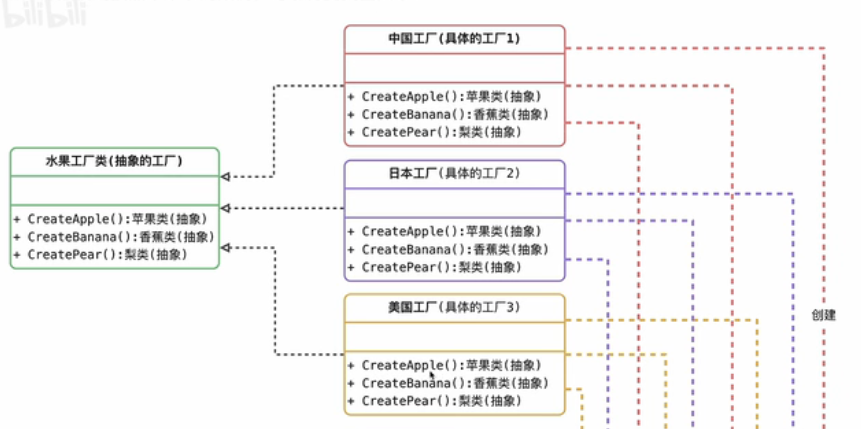 bilibili
中国工厂(具体的工厂1)
+ CreateApple():苹果类(抽象)
+ CreateBanana():香蕉类(抽象)
+ CreatePear():梨类(抽象)
水果工厂类(抽象的工厂)
+ CreateApple():苹果类(抽象)
+ CreateBanana():香蕉类(抽象)
+ CreatePear():梨类(抽象)
日本工厂(具体的工厂2)
+ CreateApple():苹果类(抽象)
+ CreateBanana():香蕉类(抽象)
+ CreatePear():梨类(抽象)
美国工厂(具体的工厂3)
+ CreateApple():苹果类(抽象)
+ CreateBanana():香蕉类(抽象)
+ CreatePear():梨类(抽象)
创建